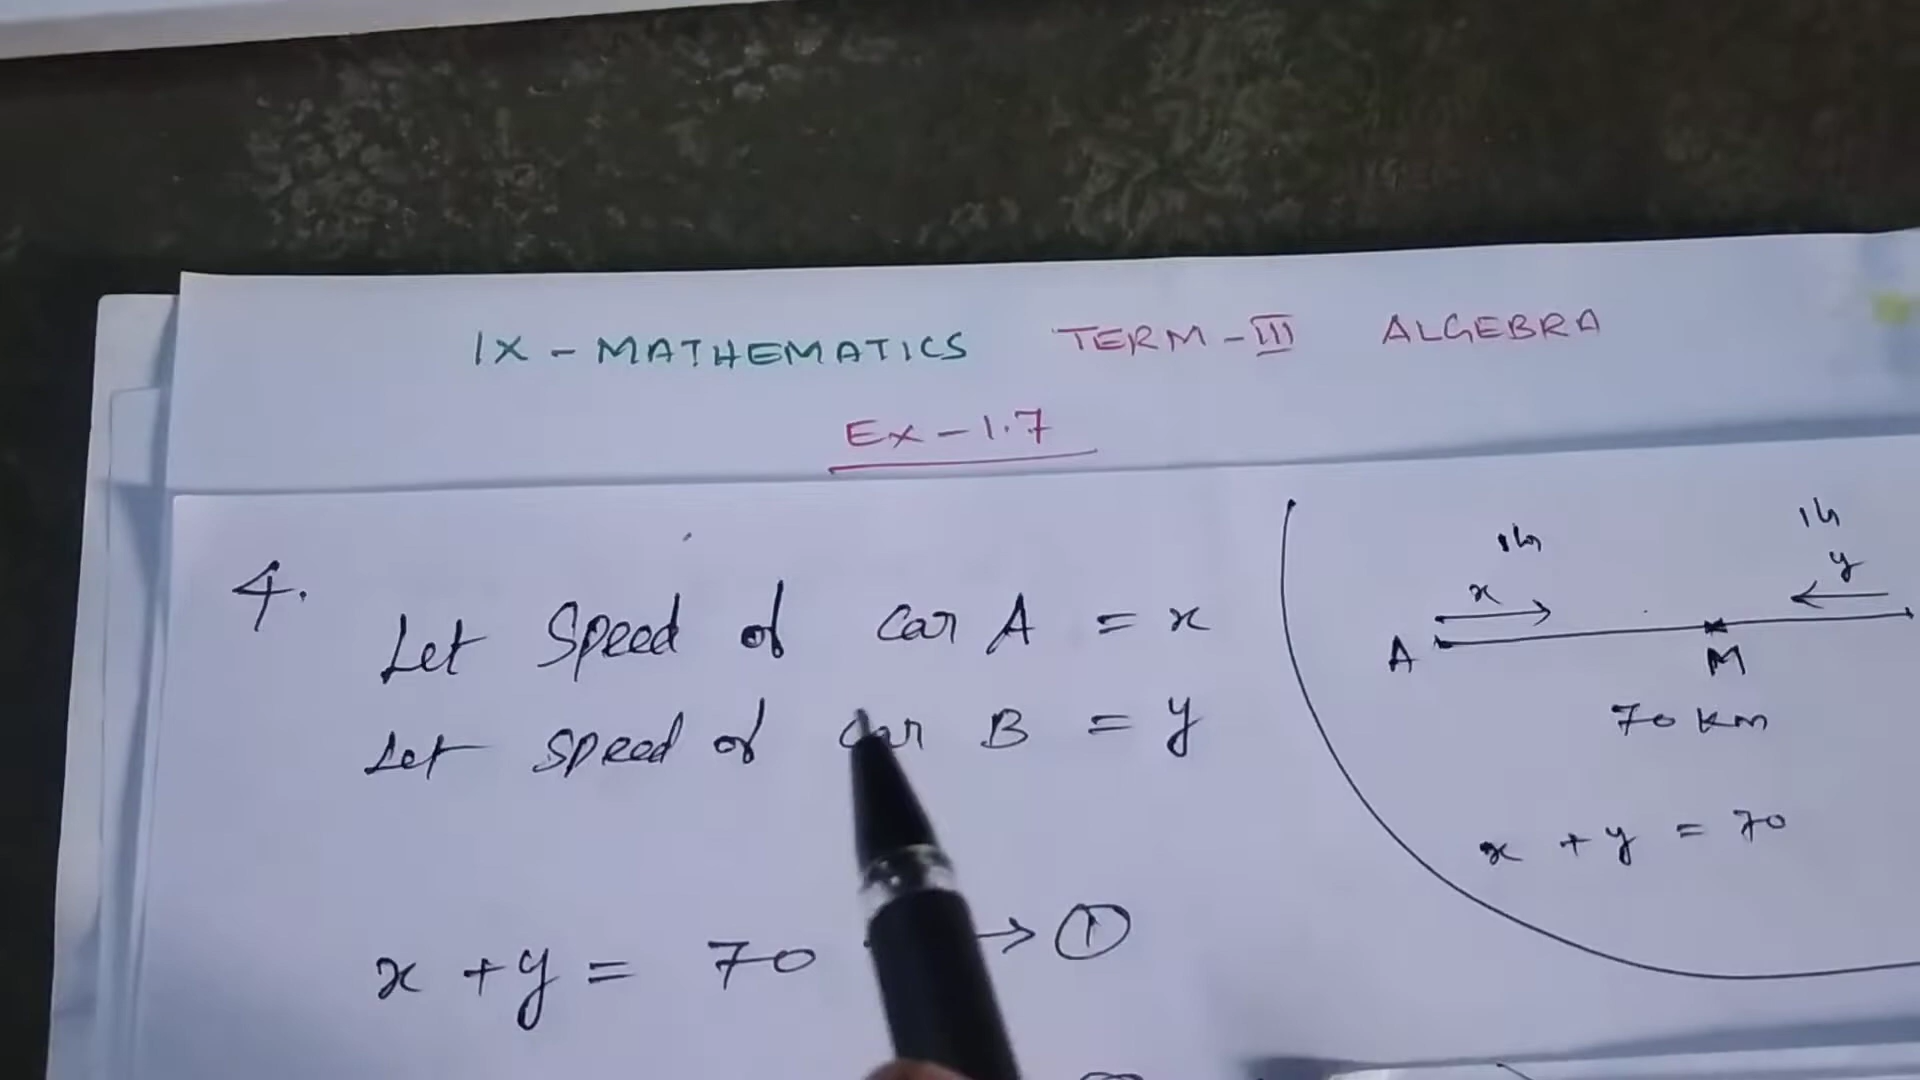 IX - MATHEMATICS TERM - III ALGEBRA
Ex - 1.7
4.
Let Speed of car A = x
Let speed of car B = y
x + y = 70 → ①
1h
1h
x
y
A
M
70 km
x + y = 70